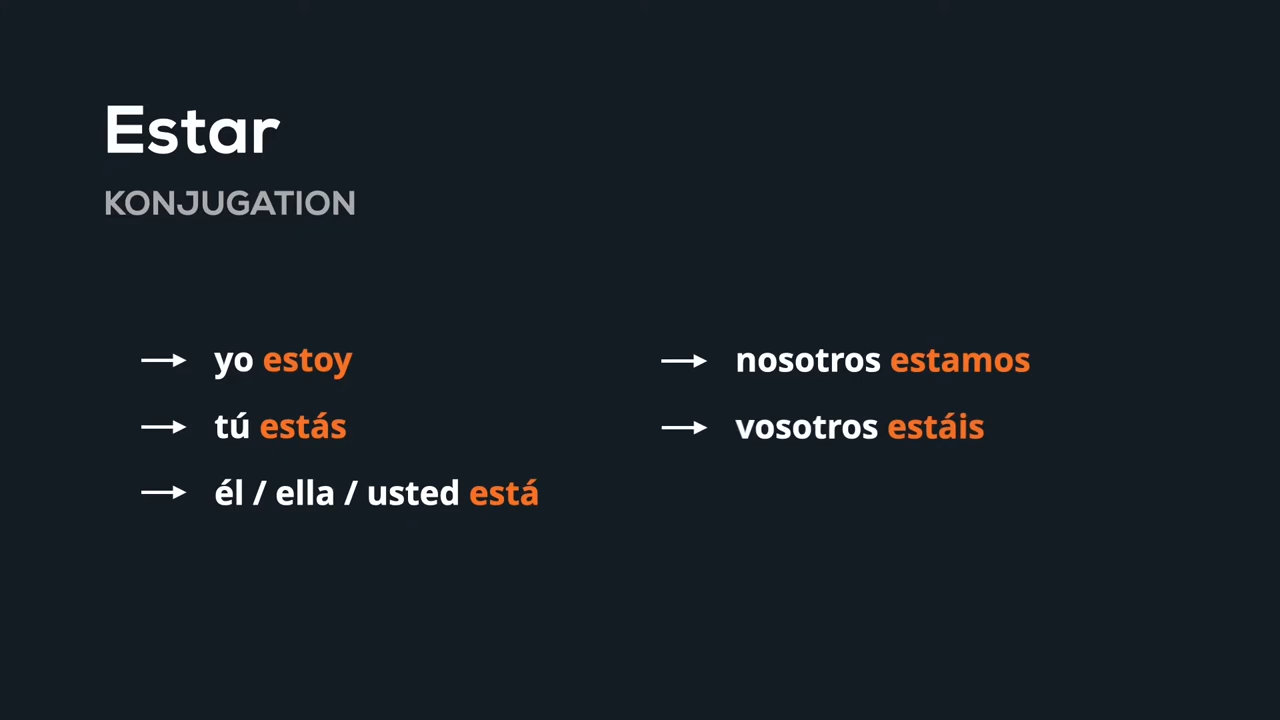 Estar
KONJUGATION
→ yo estoy
→ tú estás
→ él / ella / usted está
→ nosotros estamos
→ vosotros estáis